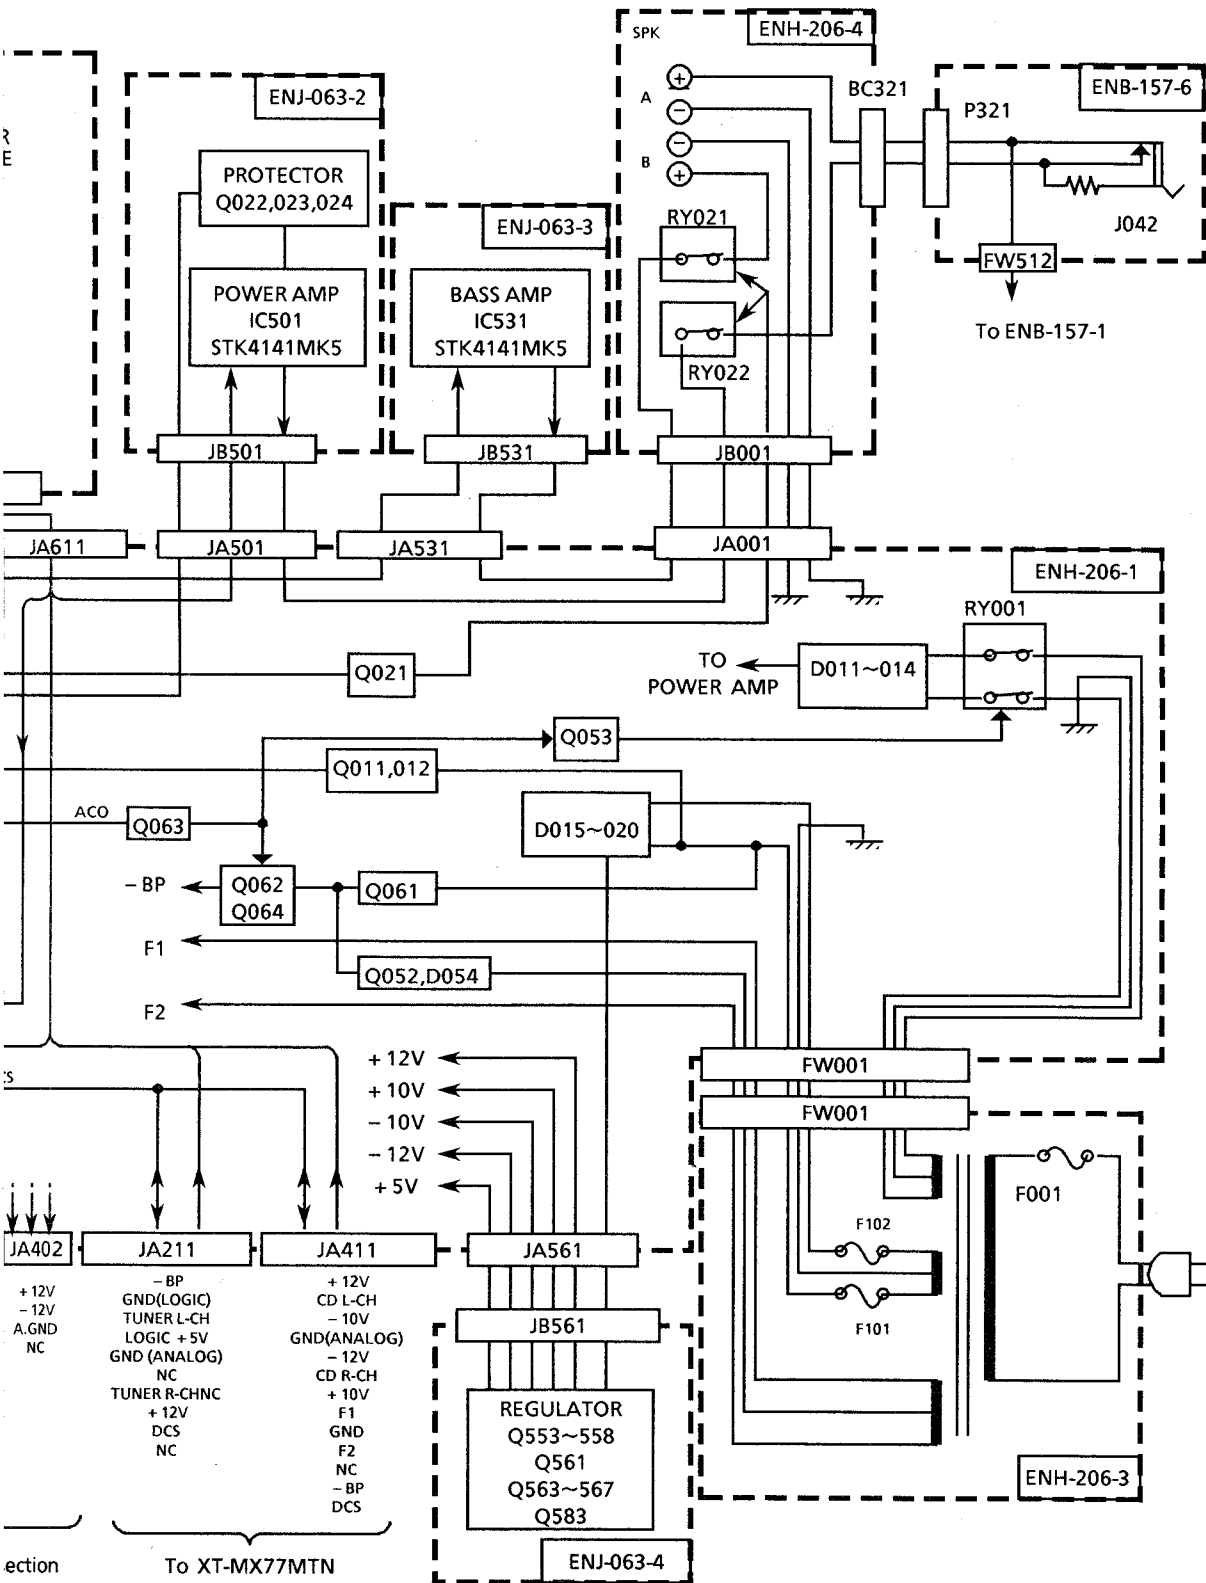 SPK
ENH-206-4
ENJ-063-2
A
BC321
ENB-157-6
P321
R
E
B
PROTECTOR
Q022,023,024
ENJ-063-3
RY021
J042
FW512
POWER AMP
IC501
STK4141MK5
BASS AMP
IC531
STK4141MK5
To ENB-157-1
RY022
JB501
JB531
JB001
JA611
JA501
JA531
JA001
ENH-206-1
RY001
Q021
TO
POWER AMP
D011~014
Q053
Q011,012
ACO
Q063
D015~020
– BP
Q062
Q064
Q061
F1
Q052,D054
F2
+ 12V
FW001
+ 10V
FW001
– 10V
– 12V
+ 5V
F001
F102
JA402
JA211
JA411
JA561
F101
JB561
+ 12V
– 12V
A.GND
NC
– BP
GND(LOGIC)
TUNER L-CH
LOGIC + 5V
GND (ANALOG)
NC
TUNER R-CHNC
+ 12V
DCS
NC
+ 12V
CD L-CH
– 10V
GND(ANALOG)
– 12V
CD R-CH
+ 10V
F1
GND
F2
NC
– BP
DCS
REGULATOR
Q553~558
Q561
Q563~567
Q583
ENH-206-3
ection
To XT-MX77MTN
ENJ-063-4